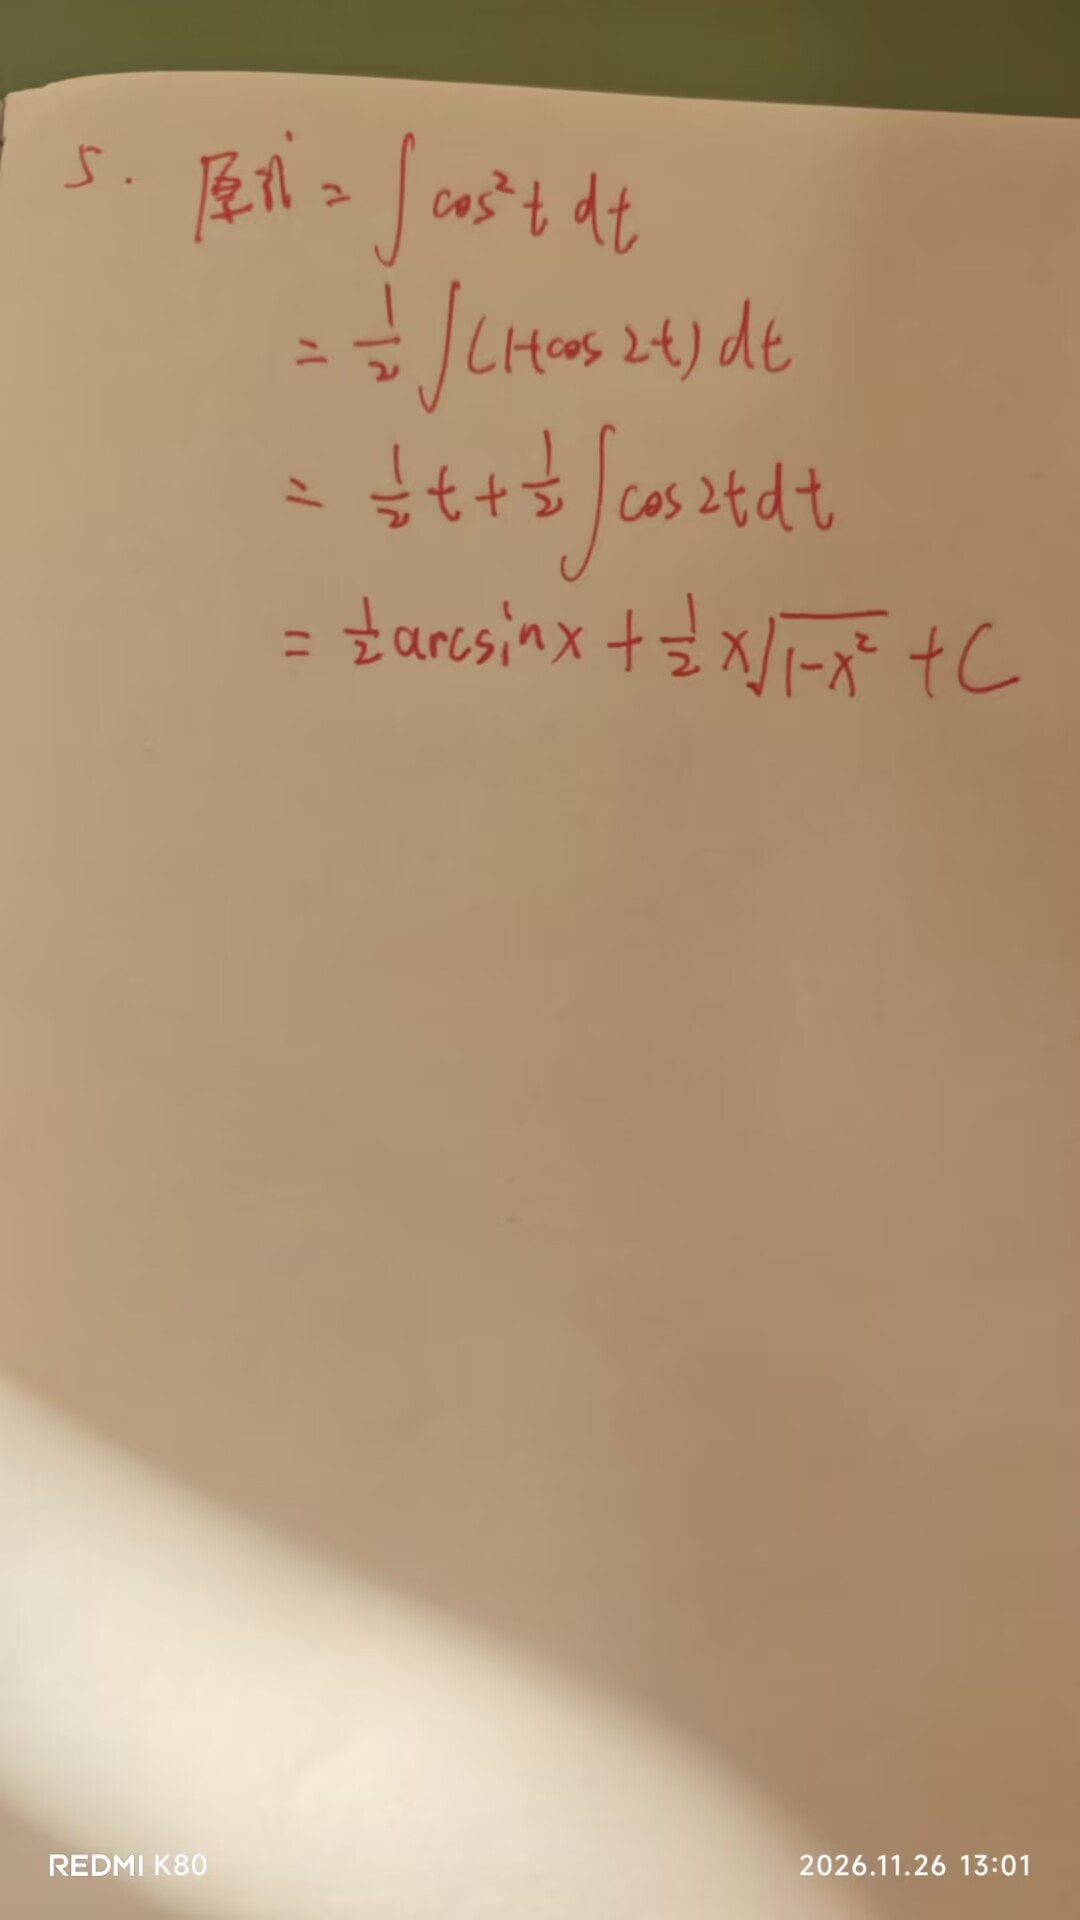 5. 原式 = ∫ cos² t dt
= 1/2 ∫ (1+cos 2t) dt
= 1/2 t + 1/2 ∫ cos 2t dt
= 1/2 arcsin x + 1/2 x√(1-x²) + C
REDMI K80
2026.11.26 13:01